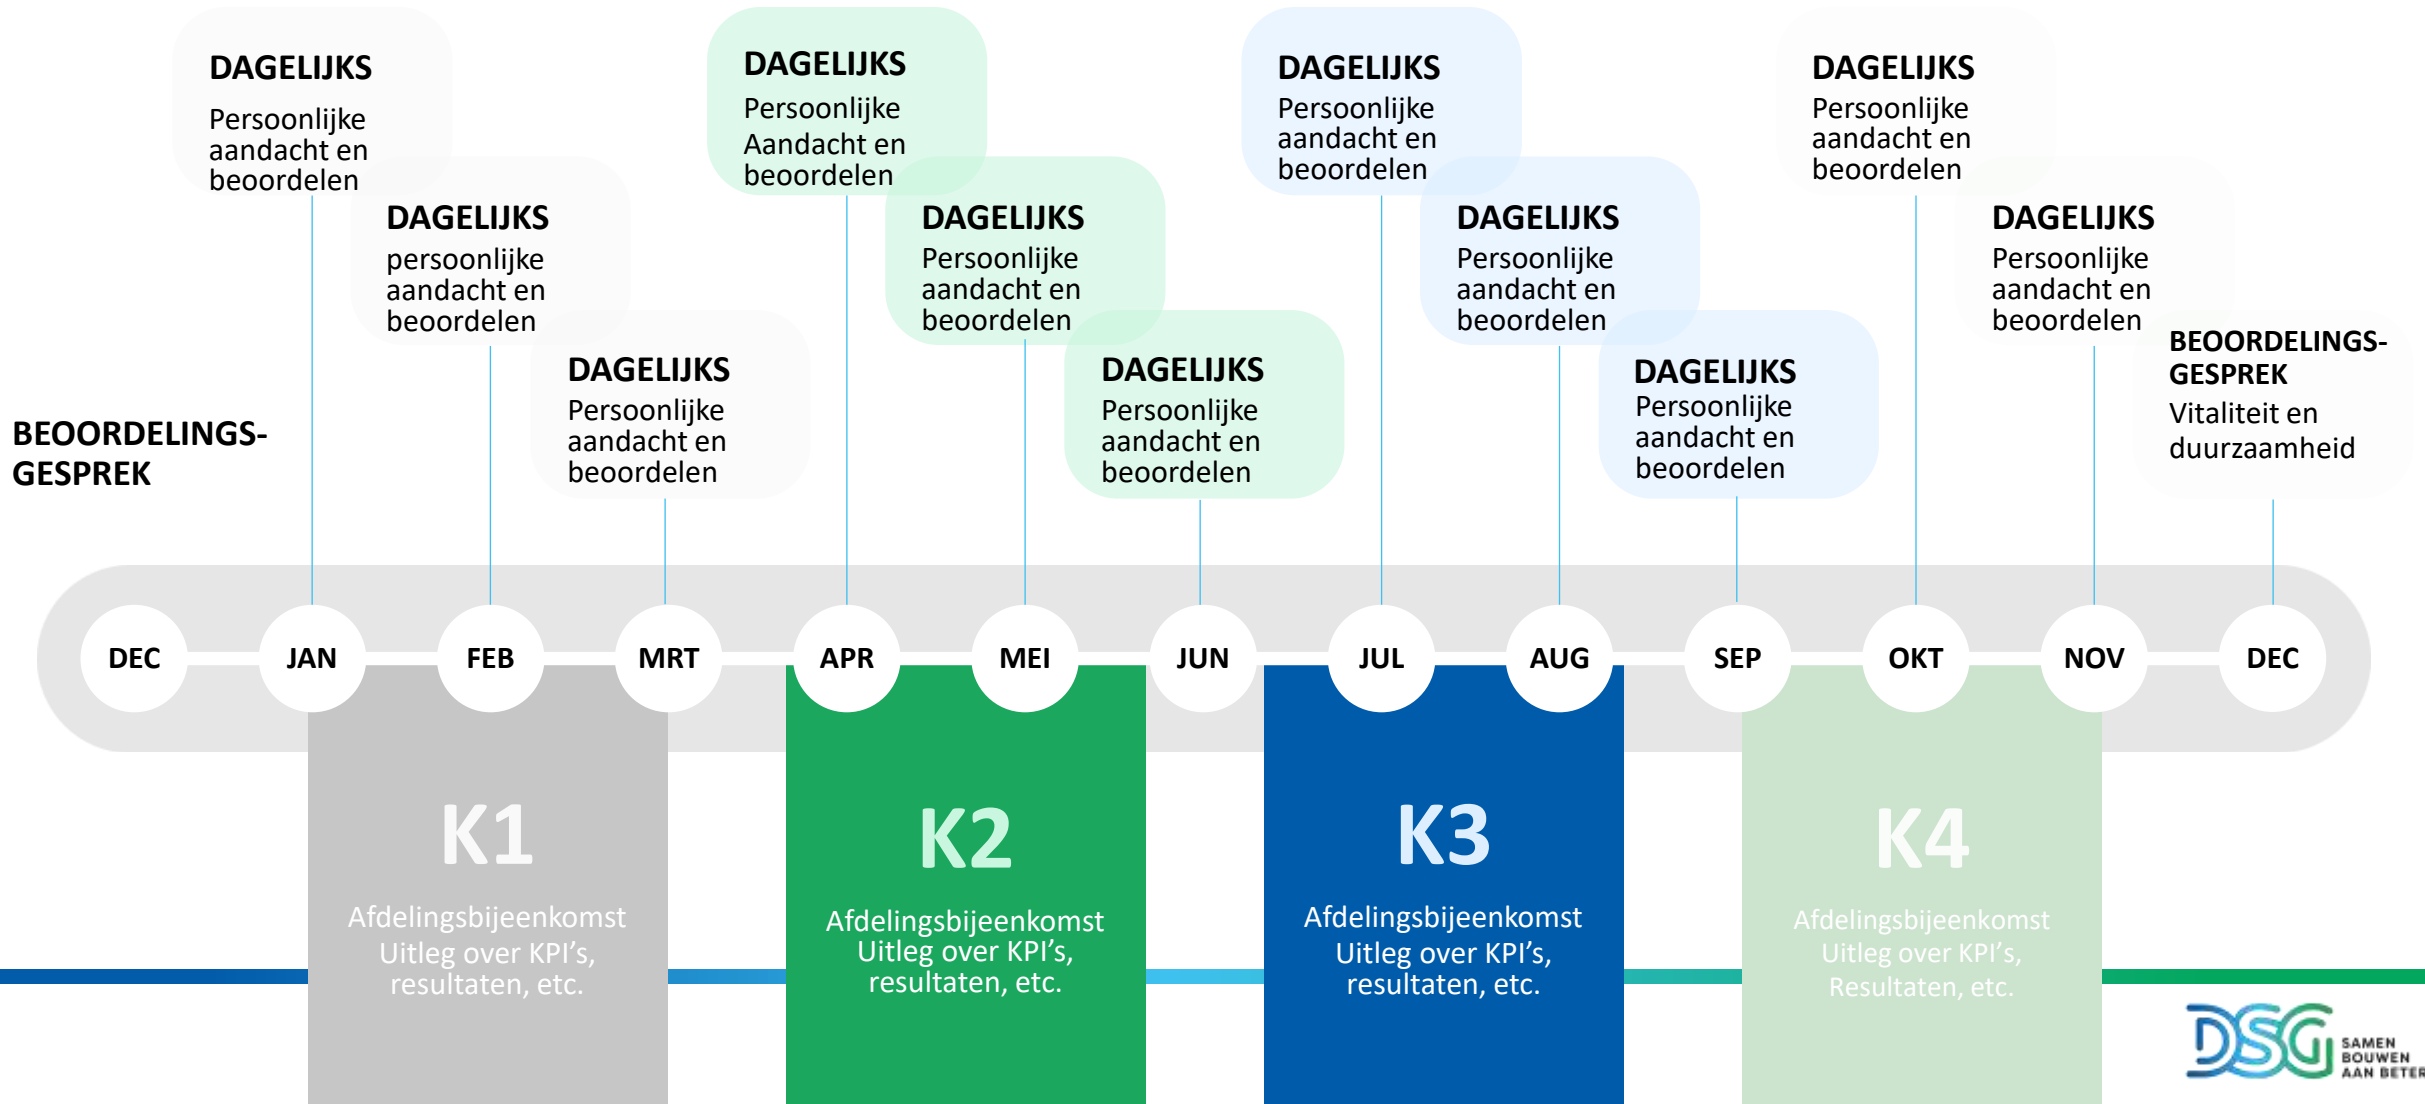 DAGELIJKS
Persoonlijke
aandacht en
beoordelen
DAGELIJKS
persoonlijke
aandacht en
beoordelen
DAGELIJKS
Persoonlijke
aandacht en
beoordelen
DAGELIJKS
Persoonlijke
Aandacht en
beoordelen
DAGELIJKS
Persoonlijke
aandacht en
beoordelen
DAGELIJKS
Persoonlijke
aandacht en
beoordelen
DAGELIJKS
Persoonlijke
aandacht en
beoordelen
DAGELIJKS
Persoonlijke
aandacht en
beoordelen
DAGELIJKS
Persoonlijke
aandacht en
beoordelen
DAGELIJKS
Persoonlijke
aandacht en
beoordelen
DAGELIJKS
Persoonlijke
aandacht en
beoordelen
BEOORDELINGS-
GESPREK
Vitaliteit en
duurzaamheid
BEOORDELINGS-
GESPREK
DEC JAN FEB MRT APR MEI JUN JUL AUG SEP OKT NOV DEC
K1
Afdelingsbijeenkomst
Uitleg over KPI’s,
resultaten, etc.
K2
Afdelingsbijeenkomst
Uitleg over KPI’s,
resultaten, etc.
K3
Afdelingsbijeenkomst
Uitleg over KPI’s,
resultaten, etc.
K4
Afdelingsbijeenkomst
Uitleg over KPI’s,
Resultaten, etc.
DSG
SAMEN
BOUWEN
AAN BETER